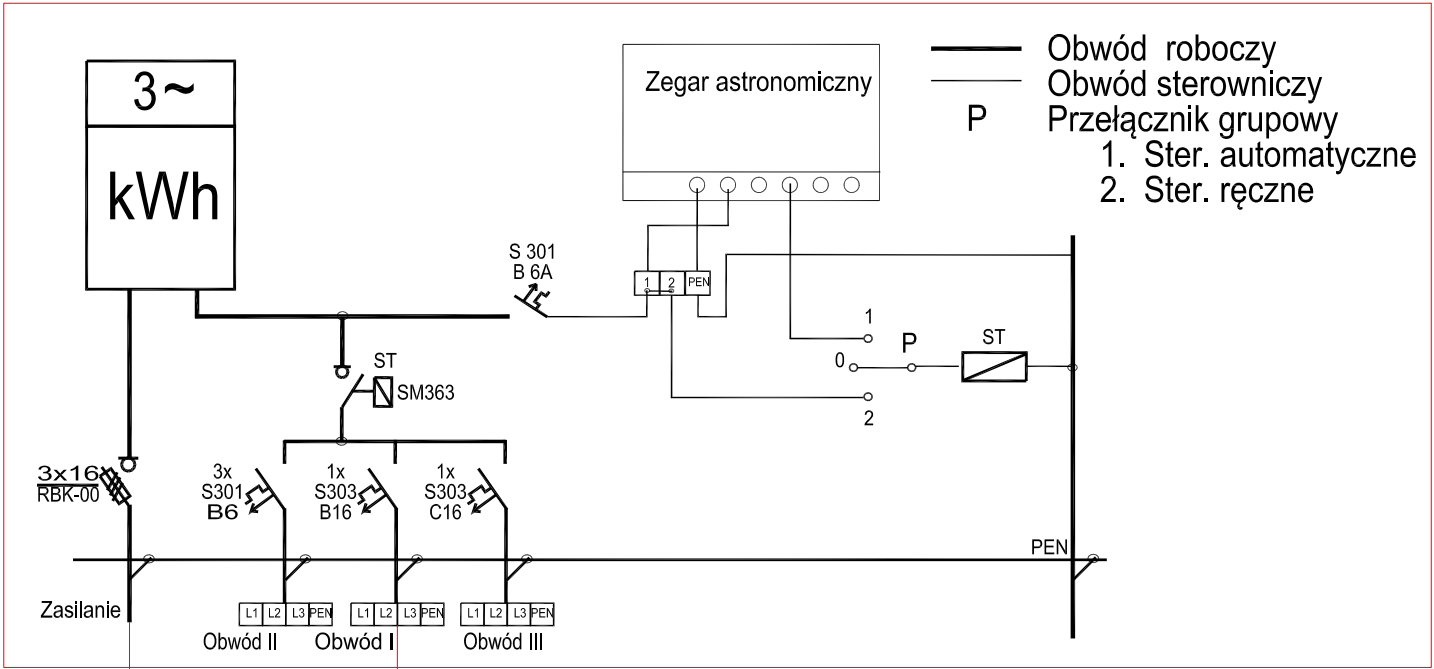 3~
kWh
Zegar astronomiczny
Obwód roboczy
Obwód sterowniczy
P Przełącznik grupowy
1. Ster. automatyczne
2. Ster. ręczne
S 301
B 6A
1 2 PEN
1
P
0
2
ST
ST
SM363
3x16
RBK-00
3x
S301
B6
1x
S303
B16
1x
S303
C16
PEN
Zasilanie
L1 L2 L3 PEN
L1 L2 L3 PEN
L1 L2 L3 PEN
Obwód II
Obwód I
Obwód III